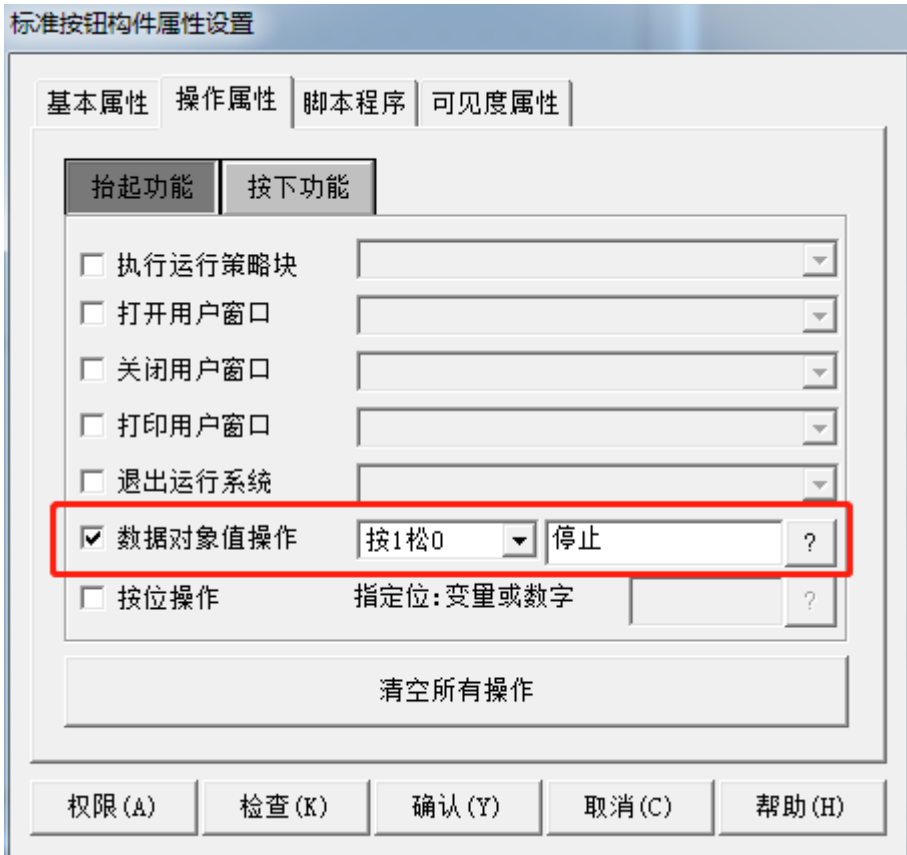 标准按钮构件属性设置
基本属性 操作属性 脚本程序 可见度属性
抬起功能 按下功能
执行运行策略块
打开用户窗口
关闭用户窗口
打印用户窗口
退出运行系统
数据对象值操作 按1松0 停止 ?
按位操作 指定位:变量或数字 ?
清空所有操作
权限(A) 检查(K) 确认(Y) 取消(C) 帮助(H)